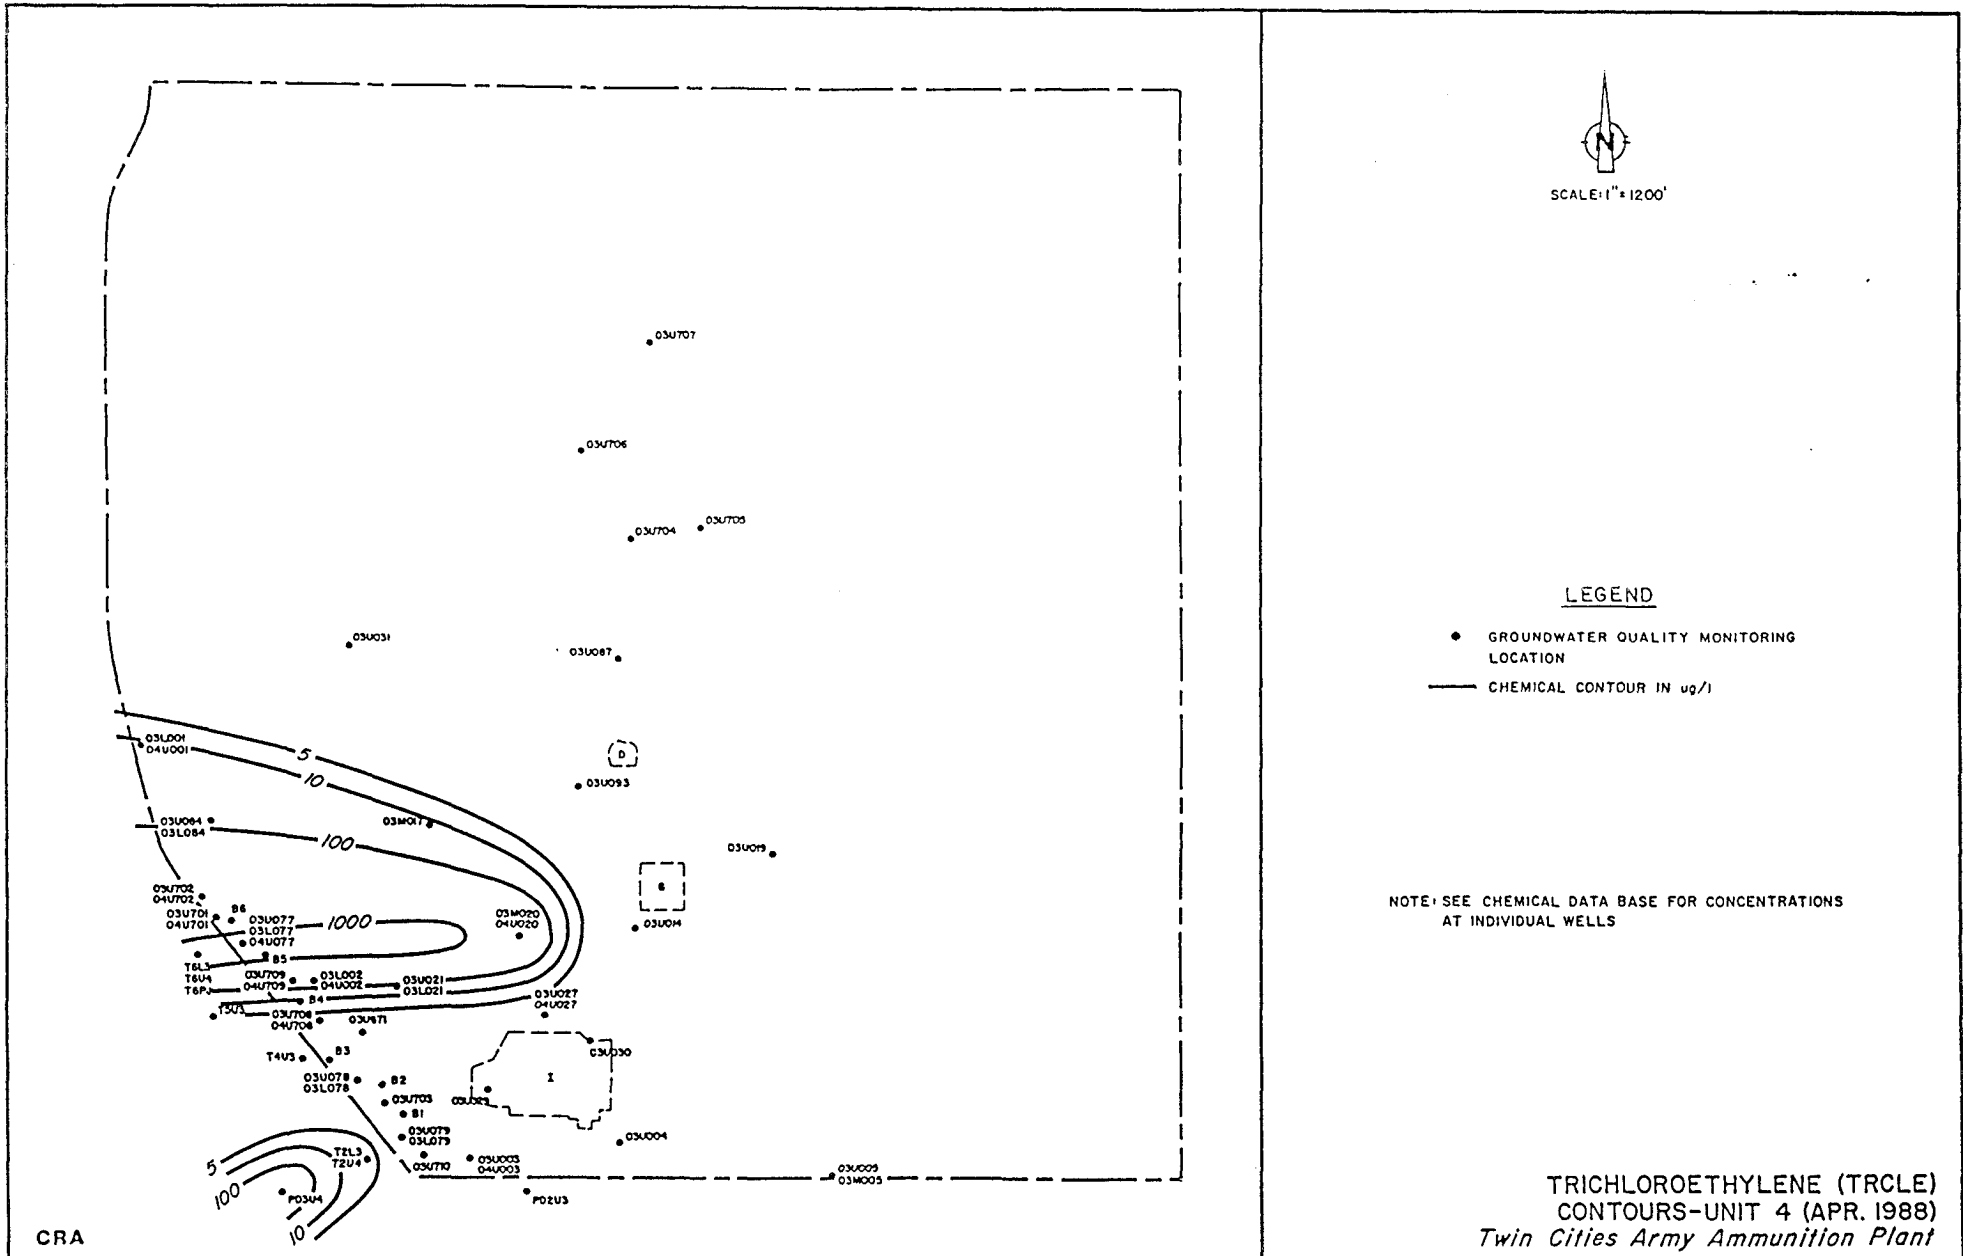 N
SCALE: 1"=1200'
03U707
03U706
03U705
03U704
03U031
03U087
LEGEND
GROUNDWATER QUALITY MONITORING
LOCATION
CHEMICAL CONTOUR IN ug/l
5
03L001
04U001
10
D
03U093
03U084
03L084
03M017
100
03U019
G
03U702
04U702
03U701
04U701
B6
03U077
03L077
04U077
1000
03M020
04U020
03U014
NOTE: SEE CHEMICAL DATA BASE FOR CONCENTRATIONS
AT INDIVIDUAL WELLS
B5
T6L3
T6U4
T6PJ
03U709
04U709
03L002
04U002
03U021
03L021
B4
03U027
04U027
T5U3
03U708
04U708
03U671
T4U3
B3
03U030
I
03U078
03L078
B2
03U029
03U703
B1
03U079
03L079
03U004
5
T2L3
T2U4
03U710
03U003
04U003
03U005
03M005
100
PD3U4
PD2U3
10
CRA
TRICHLOROETHYLENE (TRCLE)
CONTOURS-UNIT 4 (APR. 1988)
Twin Cities Army Ammunition Plant